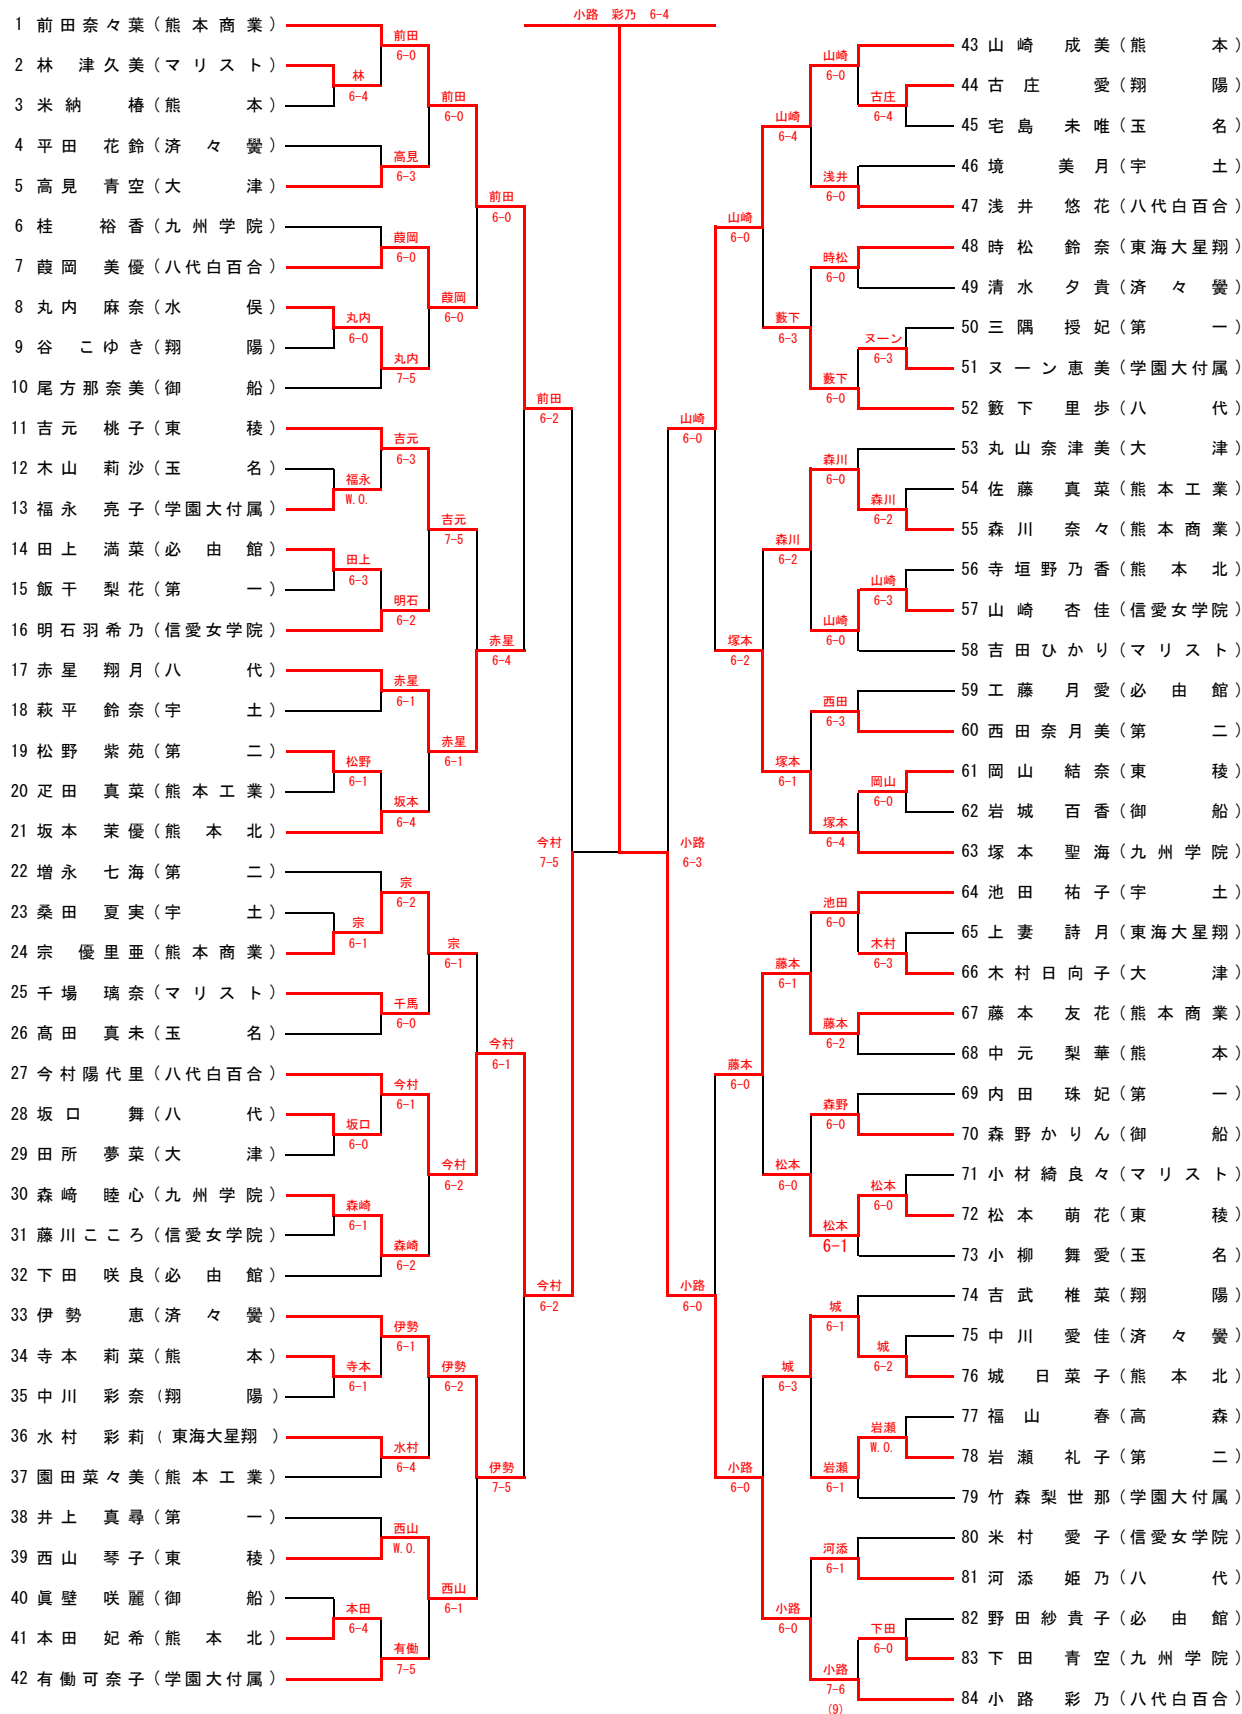 小路 彩乃 6-4
1 前田奈々葉（熊本商業）
2 林 津久美（マリスト）
3 米納 椿（熊 本）
4 平田 花鈴（済々黌）
5 高見 青空（大 津）
6 桂 裕香（九州学院）
7 葭岡 美優（八代白百合）
8 丸内 麻奈（水 俣）
9 谷 こゆき（翔 陽）
10 尾方那奈美（御 船）
11 吉元 桃子（東 稜）
12 木山 莉沙（玉 名）
13 福永 亮子（学園大付属）
14 田上 満菜（必由館）
15 飯干 梨花（第 一）
16 明石羽希乃（信愛女学院）
17 赤星 翔月（八 代）
18 萩平 鈴奈（宇 土）
19 松野 紫苑（第 二）
20 疋田 真菜（熊本工業）
21 坂本 茉優（熊本北）
22 増永 七海（第 二）
23 桑田 夏実（宇 土）
24 宗 優里亜（熊本商業）
25 千場 璃奈（マリスト）
26 髙田 真未（玉 名）
27 今村陽代里（八代白百合）
28 坂口 舞（八 代）
29 田所 夢菜（大 津）
30 森﨑 睦心（九州学院）
31 藤川こころ（信愛女学院）
32 下田 咲良（必由館）
33 伊勢 恵（済々黌）
34 寺本 莉菜（熊 本）
35 中川 彩奈（翔 陽）
36 水村 彩莉（東海大星翔）
37 園田菜々美（熊本工業）
38 井上 真尋（第 一）
39 西山 琴子（東 稜）
40 眞壁 咲麗（御 船）
41 本田 妃希（熊本北）
42 有働可奈子（学園大付属）
林
6-4
丸内
6-0
福永
W.O.
田上
6-3
松野
6-1
宗
6-1
坂口
6-0
森崎
6-1
寺本
6-1
本田
6-4
前田
6-0
高見
6-3
葭岡
6-0
丸内
7-5
吉元
6-3
明石
6-2
赤星
6-1
坂本
6-4
宗
6-2
千馬
6-0
今村
6-1
森崎
6-2
伊勢
6-1
水村
6-4
西山
W.O.
有働
7-5
前田
6-0
葭岡
6-0
吉元
7-5
赤星
6-1
宗
6-1
今村
6-2
伊勢
6-2
西山
6-1
前田
6-0
赤星
6-4
今村
6-1
伊勢
7-5
前田
6-2
今村
6-2
今村
7-5
小路
6-3
山崎
6-0
小路
6-0
山崎
6-0
塚本
6-2
藤本
6-0
小路
6-0
山崎
6-4
藪下
6-3
森川
6-2
塚本
6-1
藤本
6-1
松本
6-0
城
6-3
小路
6-0
山崎
6-0
浅井
6-0
時松
6-0
藪下
6-0
森川
6-0
山崎
6-0
西田
6-3
塚本
6-4
池田
6-0
藤本
6-2
森野
6-0
松本
6-1
城
6-1
岩瀬
6-1
河添
6-1
小路
7-6
(9)
古庄
6-4
ヌーン
6-3
森川
6-2
山崎
6-3
岡山
6-0
木村
6-3
松本
6-0
城
6-2
岩瀬
W.O.
下田
6-0
43 山崎 成美（熊 本）
44 古庄 愛（翔 陽）
45 宅島 未唯（玉 名）
46 境 美月（宇 土）
47 浅井 悠花（八代白百合）
48 時松 鈴奈（東海大星翔）
49 清水 夕貴（済々黌）
50 三隅 授妃（第 一）
51 ヌーン恵美（学園大付属）
52 籔下 里歩（八 代）
53 丸山奈津美（大 津）
54 佐藤 真菜（熊本工業）
55 森川 奈々（熊本商業）
56 寺垣野乃香（熊本北）
57 山崎 杏佳（信愛女学院）
58 吉田ひかり（マリスト）
59 工藤 月愛（必由館）
60 西田奈月美（第 二）
61 岡山 結奈（東 稜）
62 岩城 百香（御 船）
63 塚本 聖海（九州学院）
64 池田 祐子（宇 土）
65 上妻 詩月（東海大星翔）
66 木村日向子（大 津）
67 藤本 友花（熊本商業）
68 中元 梨華（熊 本）
69 内田 珠妃（第 一）
70 森野かりん（御 船）
71 小材綺良々（マリスト）
72 松本 萌花（東 稜）
73 小柳 舞愛（玉 名）
74 吉武 椎菜（翔 陽）
75 中川 愛佳（済々黌）
76 城 日菜子（熊本北）
77 福山 春（高 森）
78 岩瀬 礼子（第 二）
79 竹森梨世那（学園大付属）
80 米村 愛子（信愛女学院）
81 河添 姫乃（八 代）
82 野田紗貴子（必由館）
83 下田 青空（九州学院）
84 小路 彩乃（八代白百合）